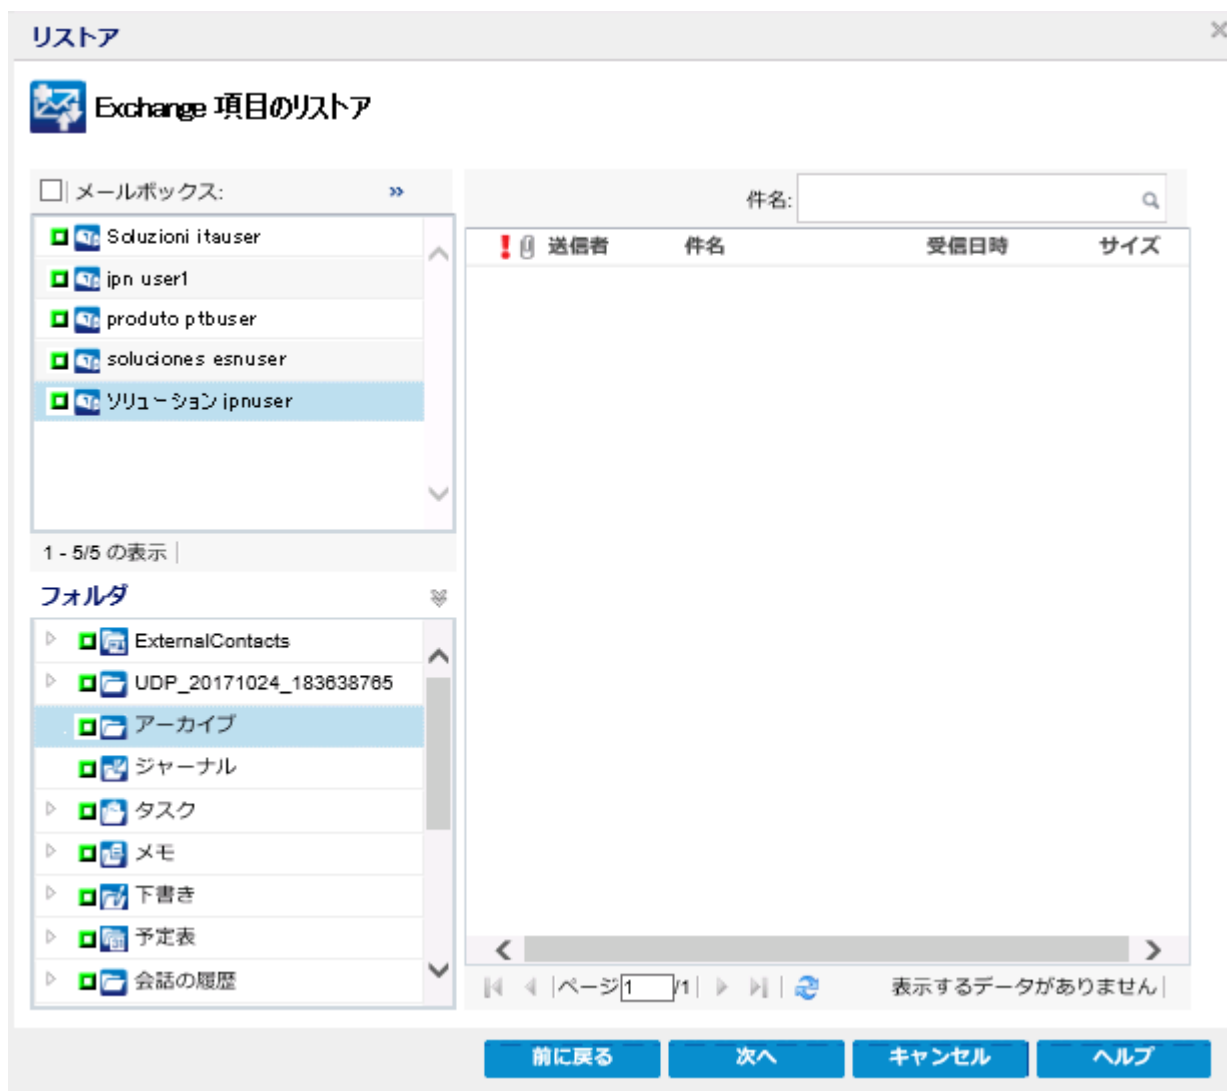 リストア
Exchange 項目のリストア
メールボックス:
Soluzioni itauser
jpn user1
produto ptbuser
soluciones esnuser
ソリューション jpnuser
1 - 5/5 の表示
フォルダ
ExternalContacts
UDP_20171024_183638765
アーカイブ
ジャーナル
タスク
メモ
下書き
予定表
会話の履歴
件名:
送信者 件名 受信日時 サイズ
ページ 1 /1 表示するデータがありません
前に戻る 次へ キャンセル ヘルプ